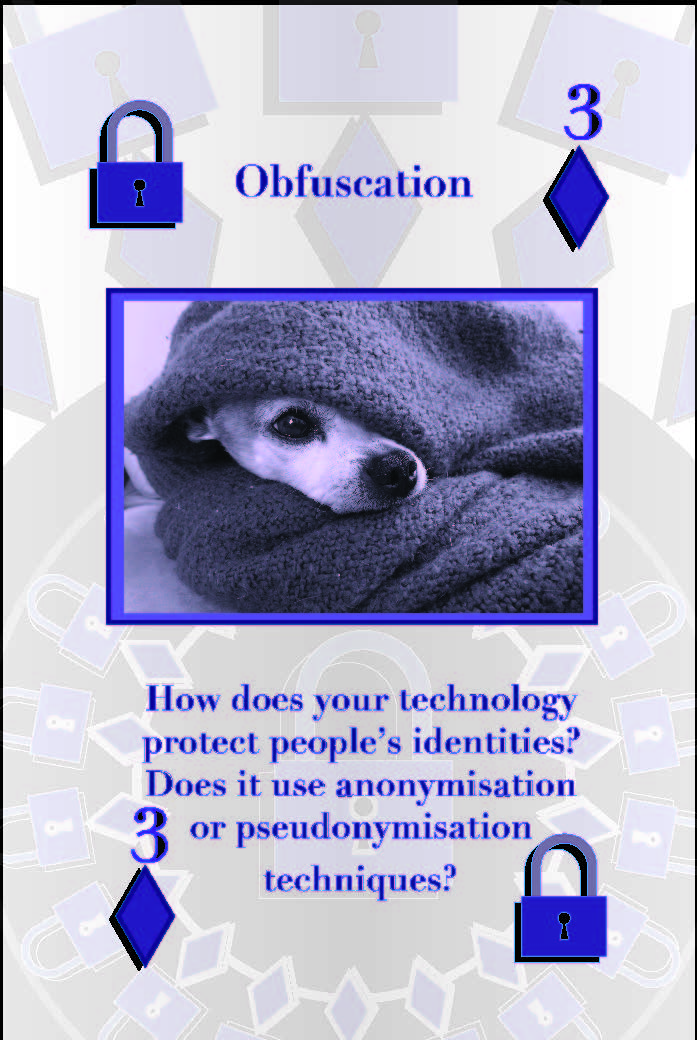 3
Obfuscation
How does your technology
protect people's identities?
Does it use anonymisation
or pseudonymisation
techniques?
3